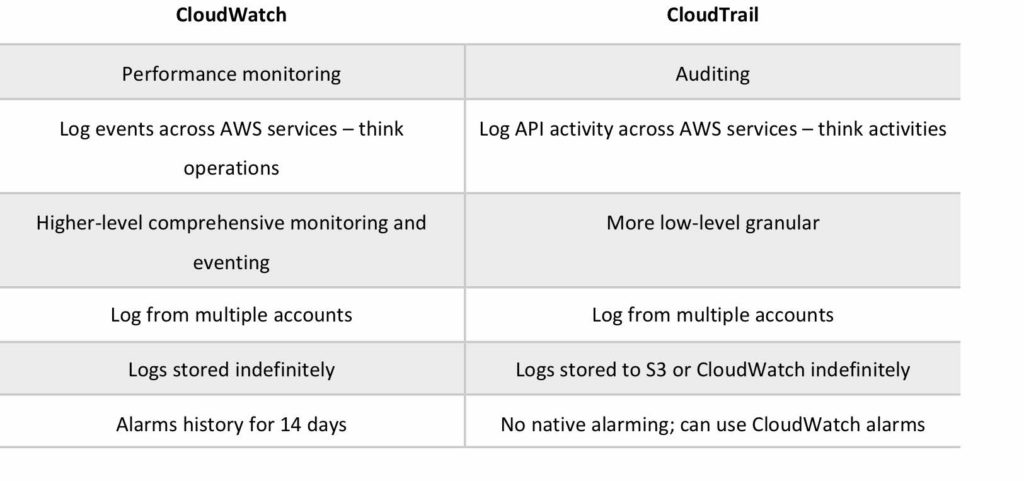 CloudWatch CloudTrail
Performance monitoring Auditing
Log events across AWS services – think Log API activity across AWS services – think activities
operations
Higher-level comprehensive monitoring and More low-level granular
eventing
Log from multiple accounts Log from multiple accounts
Logs stored indefinitely Logs stored to S3 or CloudWatch indefinitely
Alarms history for 14 days No native alarming; can use CloudWatch alarms